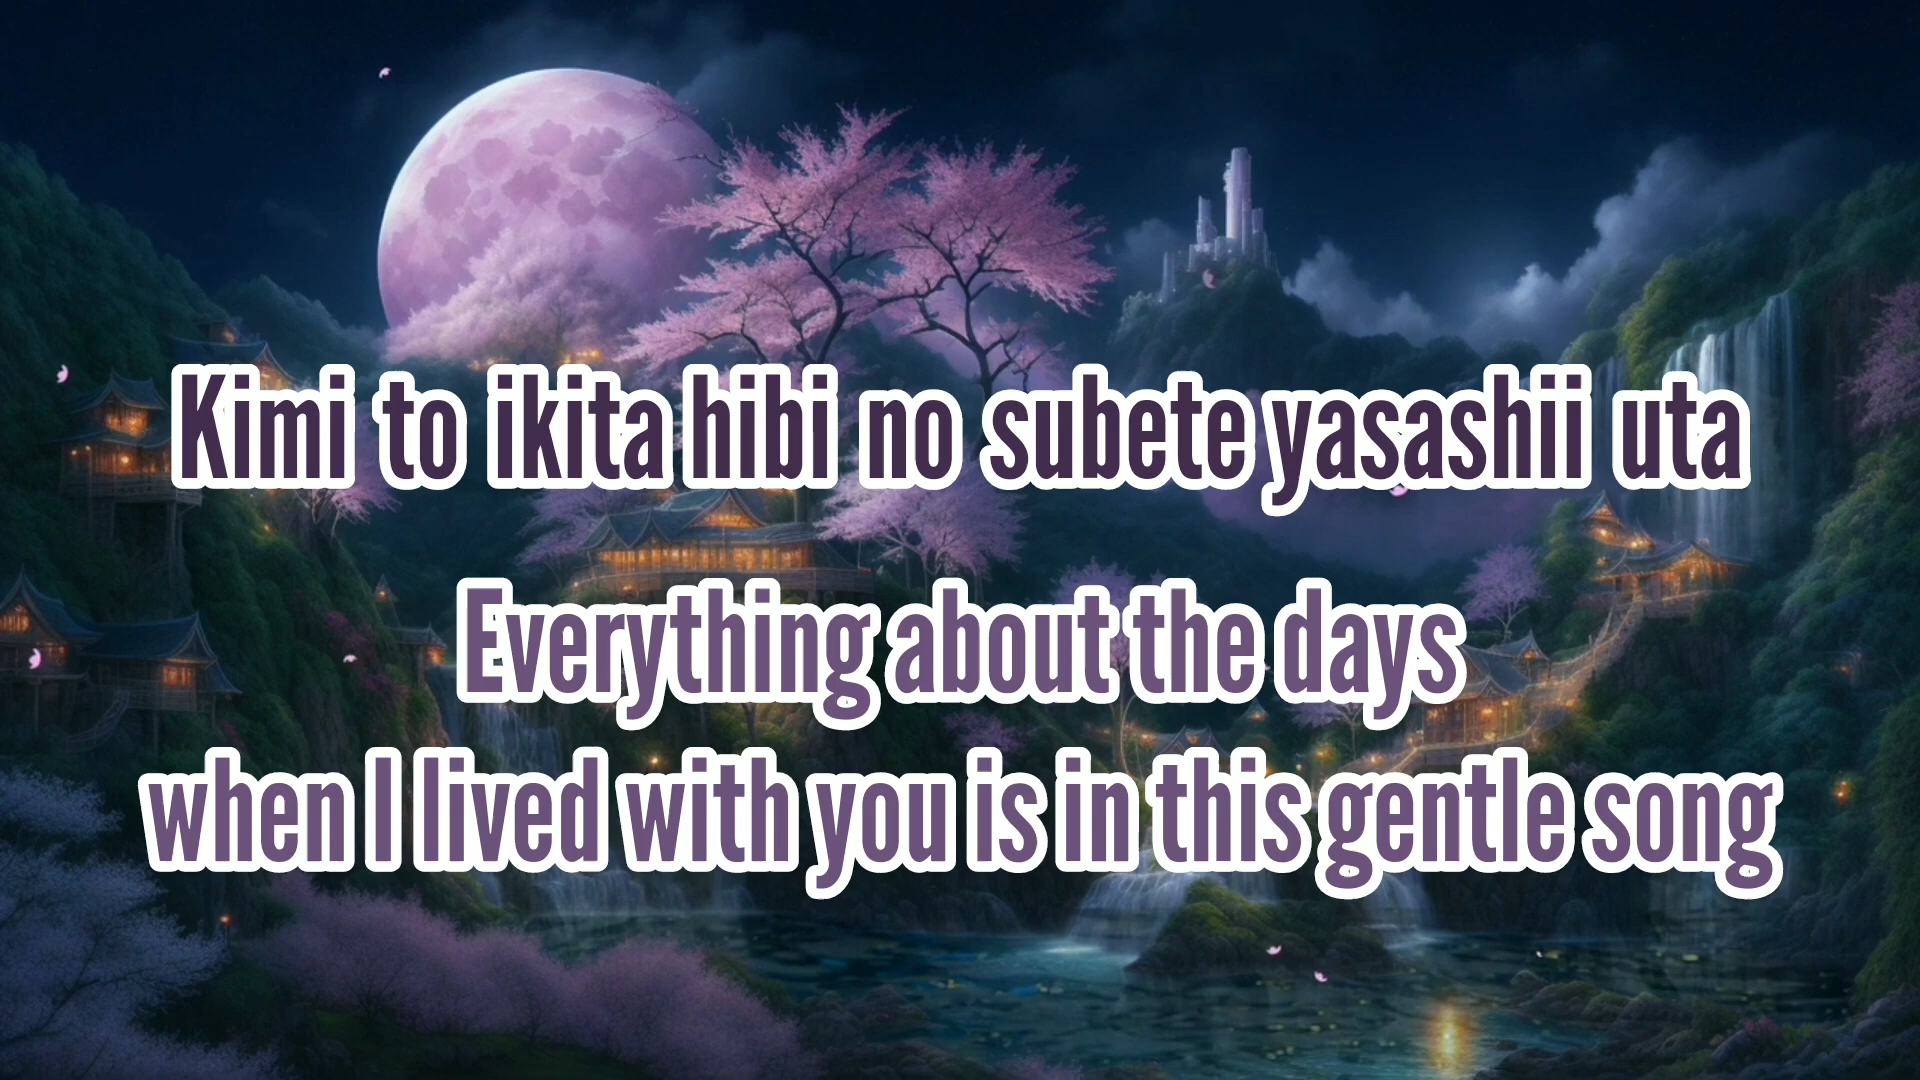 Kimi to ikita hibi no subete yasashii uta
Everything about the days
when I lived with you is in this gentle song